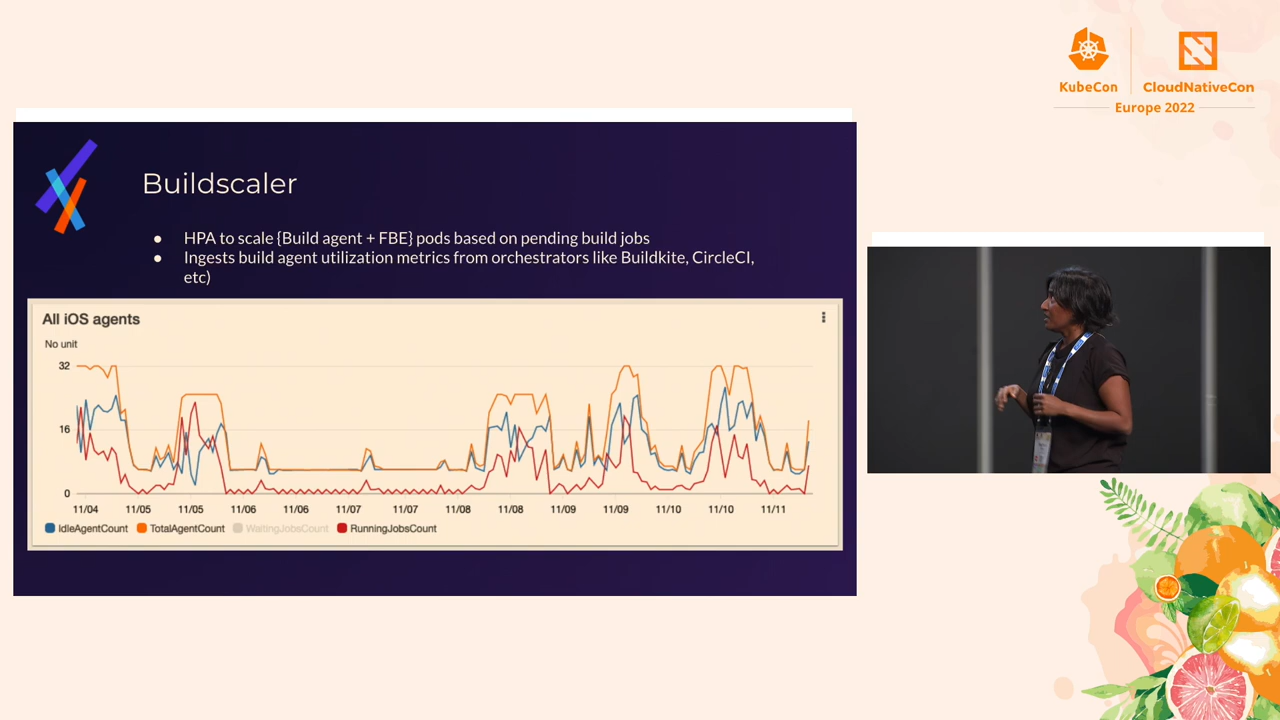 KubeCon
CloudNativeCon
Europe 2022
Buildscaler
● HPA to scale {Build agent + FBE} pods based on pending build jobs
● Ingests build agent utilization metrics from orchestrators like Buildkite, CircleCI,
etc)
All iOS agents
No unit
32
16
0
11/04 11/05 11/05 11/06 11/06 11/07 11/07 11/08 11/08 11/09 11/09 11/10 11/10 11/11
IdleAgentCount TotalAgentCount WaitingJobsCount RunningJobsCount